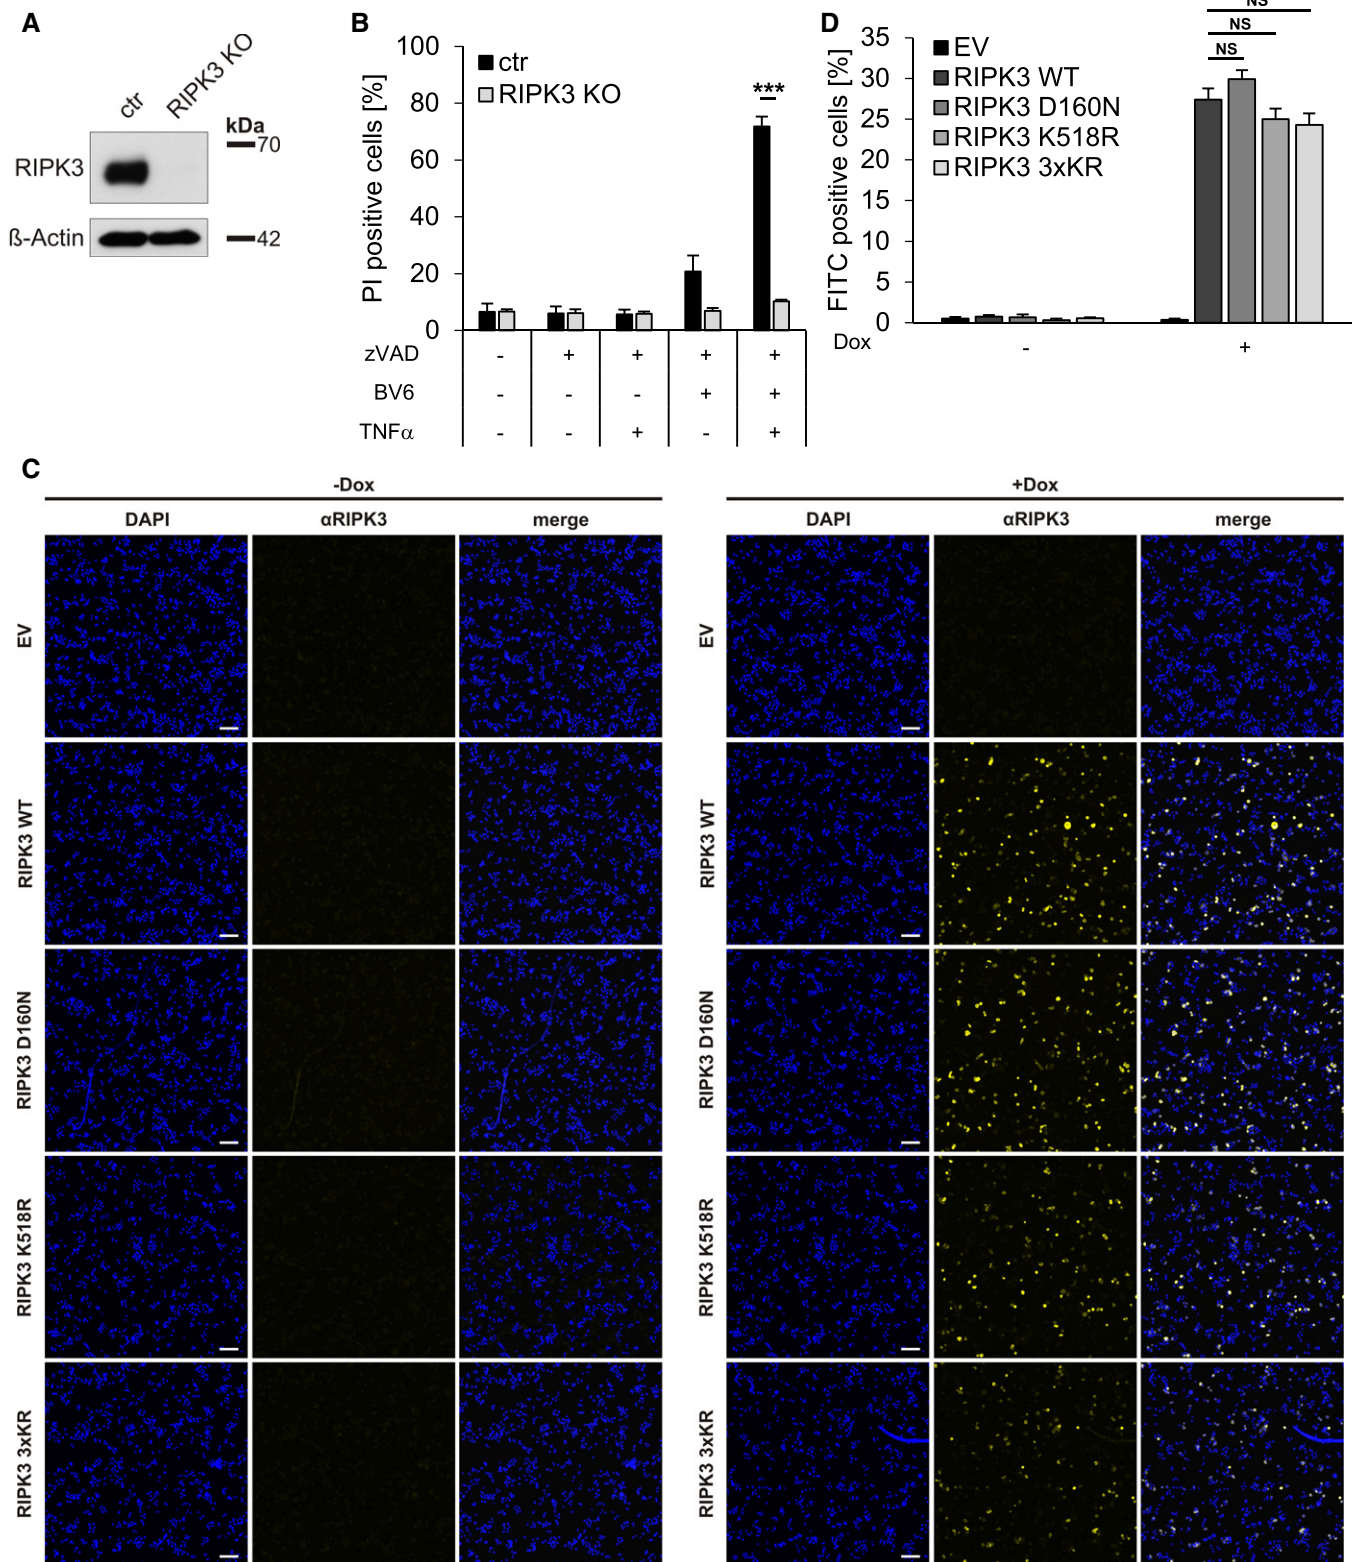 A
ctr
RIPK3 KO
kDa
70
RIPK3
ß-Actin
42
B
PI positive cells [%]
100
80
60
40
20
0
ctr
RIPK3 KO
***
zVAD - + + + +
BV6 - - - + +
TNFα - - + - +
D
FITC positive cells [%]
35
30
25
20
15
10
5
0
EV
RIPK3 WT
RIPK3 D160N
RIPK3 K518R
RIPK3 3xKR
NS
NS
NS
Dox - +
C
-Dox
DAPI αRIPK3 merge
EV
RIPK3 WT
RIPK3 D160N
RIPK3 K518R
RIPK3 3xKR
+Dox
DAPI αRIPK3 merge
EV
RIPK3 WT
RIPK3 D160N
RIPK3 K518R
RIPK3 3xKR